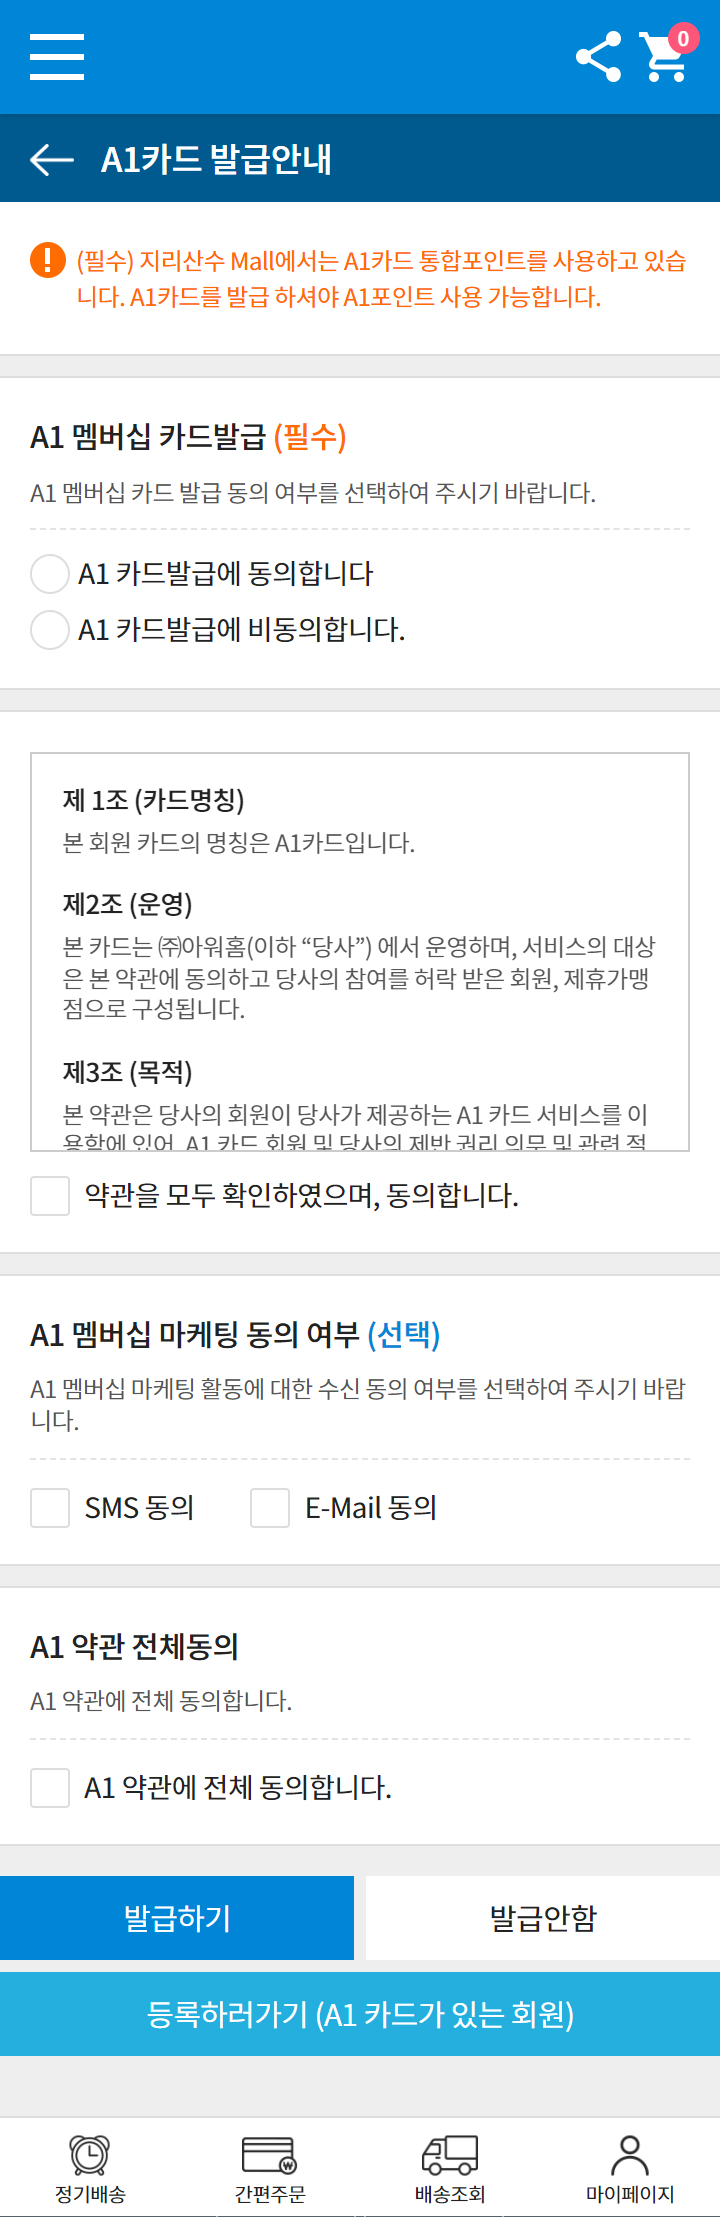 0
A1카드 발급안내
(필수) 지리산수 Mall에서는 A1카드 통합포인트를 사용하고 있습
니다. A1카드를 발급 하셔야 A1포인트 사용 가능합니다.
A1 멤버십 카드발급 (필수)
A1 멤버십 카드 발급 동의 여부를 선택하여 주시기 바랍니다.
A1 카드발급에 동의합니다
A1 카드발급에 비동의합니다.
제 1조 (카드명칭)
본 회원 카드의 명칭은 A1카드입니다.
제2조 (운영)
본 카드는 ㈜아워홈(이하 “당사”) 에서 운영하며, 서비스의 대상
은 본 약관에 동의하고 당사의 참여를 허락 받은 회원, 제휴가맹
점으로 구성됩니다.
제3조 (목적)
본 약관은 당사의 회원이 당사가 제공하는 A1 카드 서비스를 이
용함에 있어, A1 카드 회원 및 당사의 제반 권리 의무 및 관련 절
약관을 모두 확인하였으며, 동의합니다.
A1 멤버십 마케팅 동의 여부 (선택)
A1 멤버십 마케팅 활동에 대한 수신 동의 여부를 선택하여 주시기 바랍
니다.
SMS 동의 E-Mail 동의
A1 약관 전체동의
A1 약관에 전체 동의합니다.
A1 약관에 전체 동의합니다.
발급하기 발급안함
등록하러가기 (A1 카드가 있는 회원)
정기배송 간편주문 배송조회 마이페이지